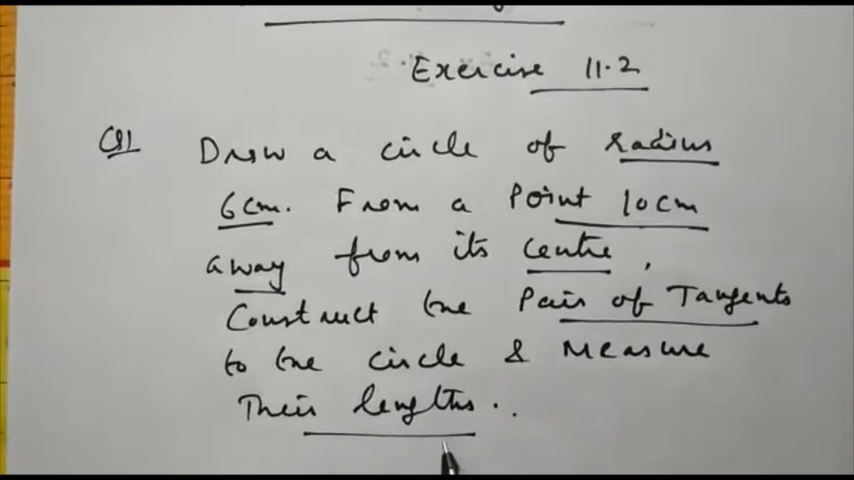 Exercise 11.2
Q1 Draw a circle of radius
6cm. From a Point 10cm
away from its centre,
Construct the Pair of Tangents
to the circle & Measure
Their lengths..